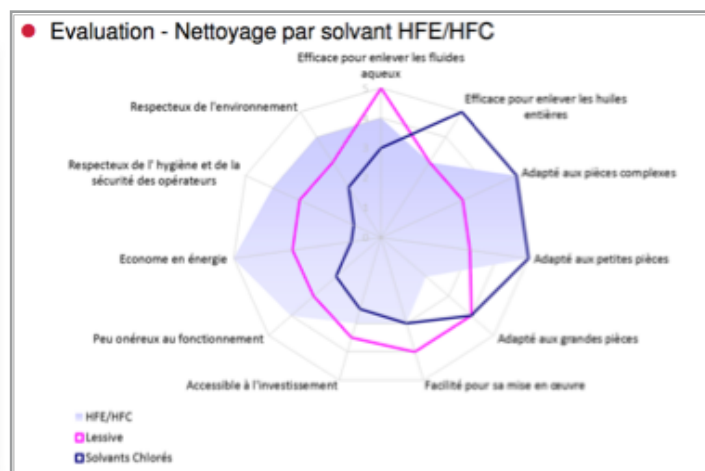 Evaluation - Nettoyage par solvant HFE/HFC
Efficace pour enlever les fluides
aqueux
Efficace pour enlever les huiles
entières
Respecteux de l'environnement
Respecteux de l' hygiène et de la
sécurité des opérateurs
Adapté aux pièces complexes
Econome en énergie
Adapté aux petites pièces
Peu onéreux au fonctionnement
Adapté aux grandes pièces
Accessible à l'investissement
Facilité pour sa mise en œuvre
5
HFE/HFC
Lessive
Solvants Chlorés